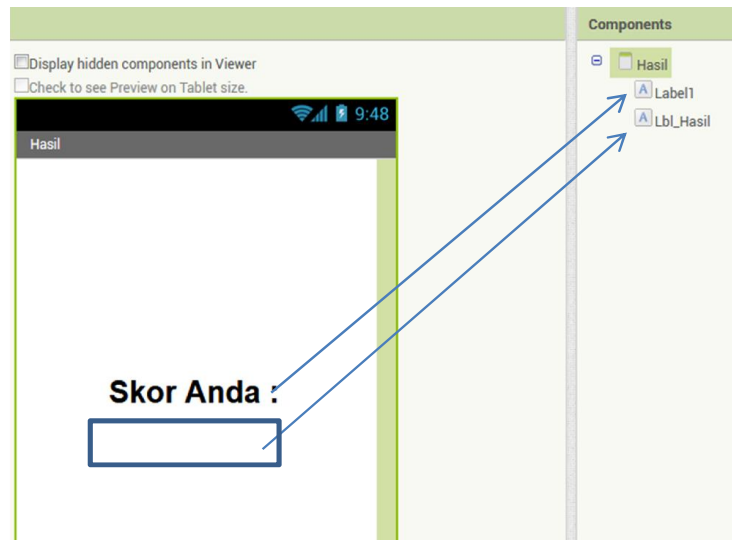 Components
Display hidden components in Viewer
Hasil
Check to see Preview on Tablet size.
A Label1
9:48
A Lbl_Hasil
Hasil
Skor Anda :